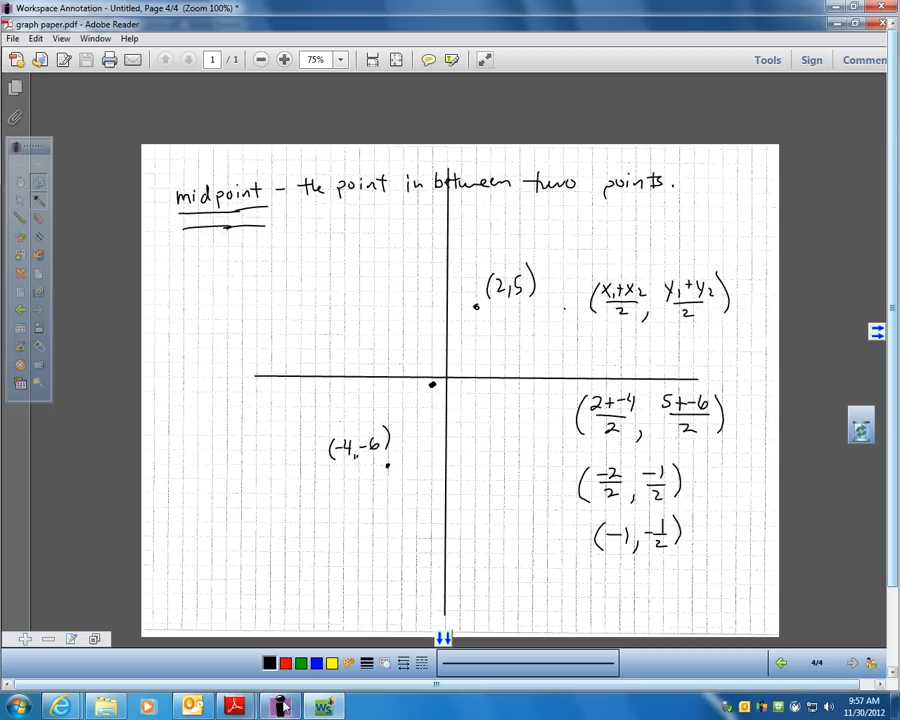 Workspace Annotation - Untitled, Page 4/4 (Zoom 100%) *
graph paper.pdf - Adobe Reader
File Edit View Window Help
1 / 1 75% Tools Sign Commen
midpoint - the point in between two points.
(2,5)
(x₁+x₂/2, y₁+y₂/2)
(2+-4/2, 5+-6/2)
(-4,-6)
(-2/2, -1/2)
(-1, -1/2)
4/4
9:57 AM
11/30/2012